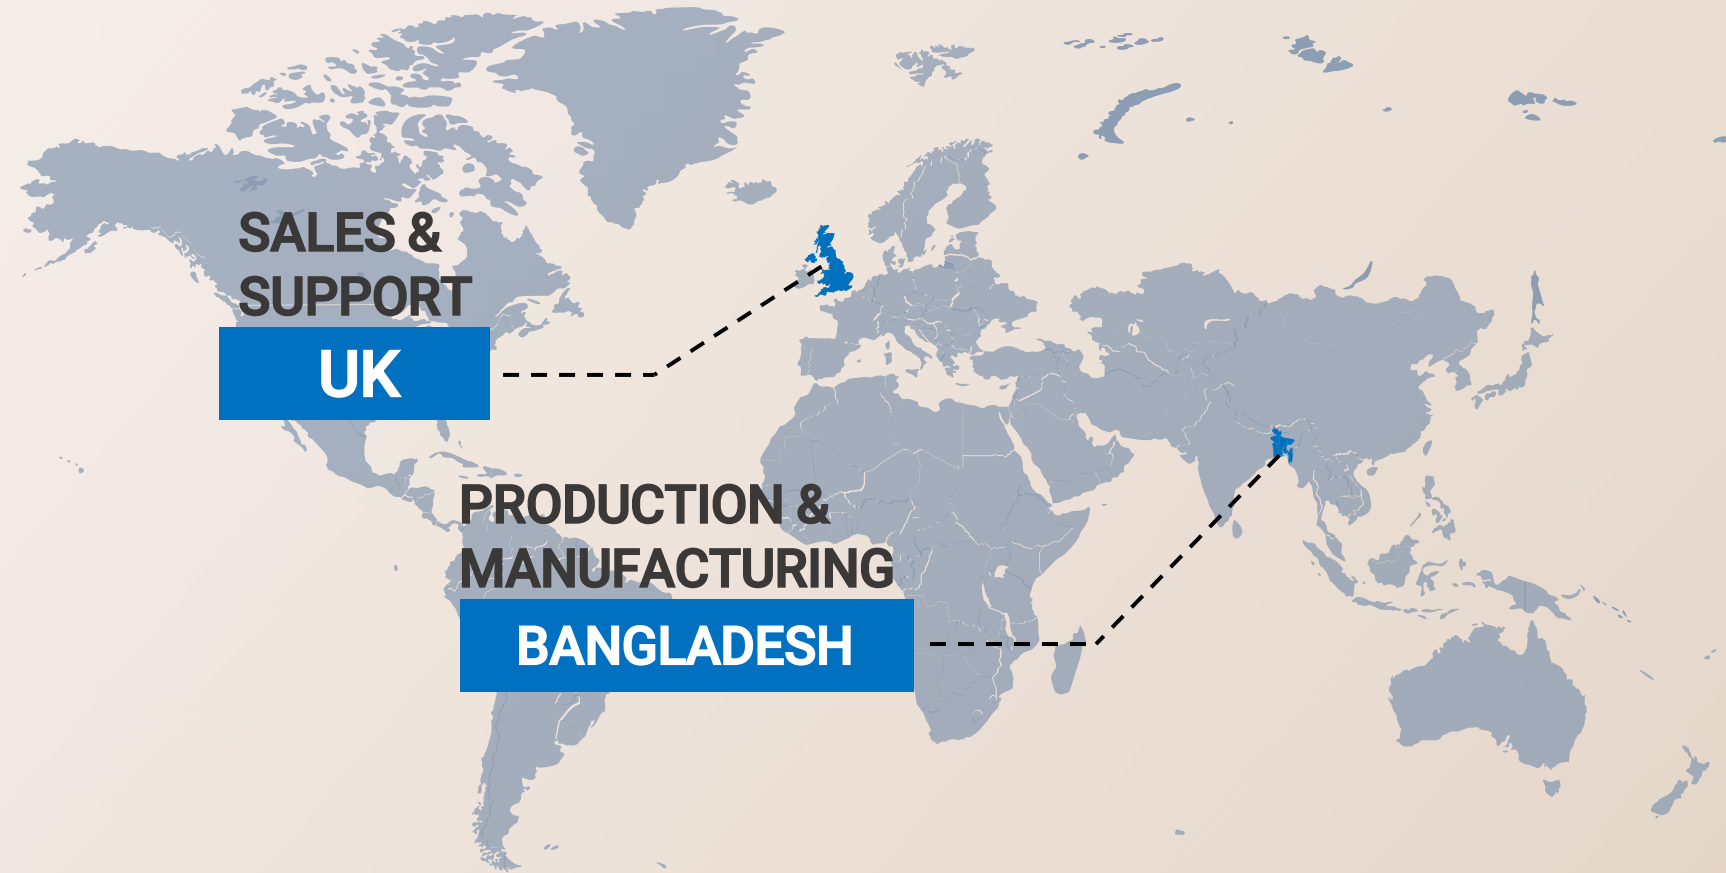 SALES &
SUPPORT
UK
PRODUCTION &
MANUFACTURING
BANGLADESH